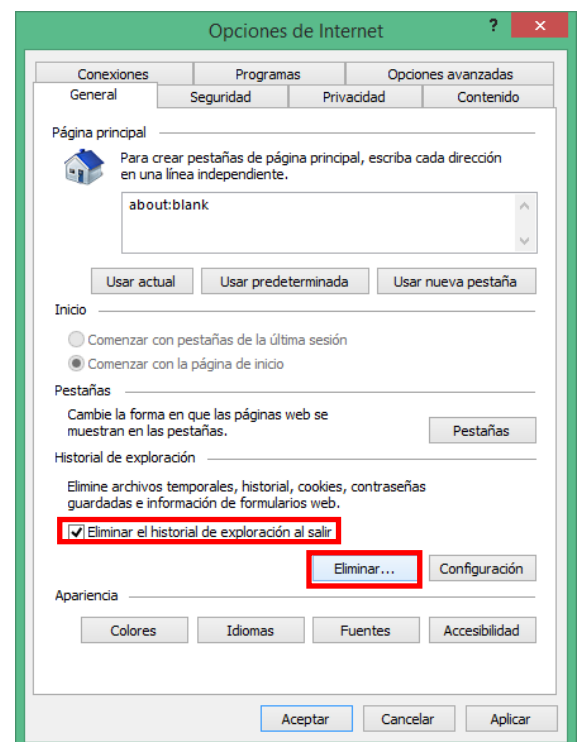 Opciones de Internet
?
×
Conexiones
Programas
Opciones avanzadas
General
Seguridad
Privacidad
Contenido
Página principal
Para crear pestañas de página principal, escriba cada dirección
en una línea independiente.
about:blank
Usar actual
Usar predeterminada
Usar nueva pestaña
Inicio
Comenzar con pestañas de la última sesión
Comenzar con la página de inicio
Pestañas
Cambie la forma en que las páginas web se
muestran en las pestañas.
Pestañas
Historial de exploración
Elimine archivos temporales, historial, cookies, contraseñas
guardadas e información de formularios web.
Eliminar el historial de exploración al salir
Eliminar...
Configuración
Apariencia
Colores
Idiomas
Fuentes
Accesibilidad
Aceptar
Cancelar
Aplicar